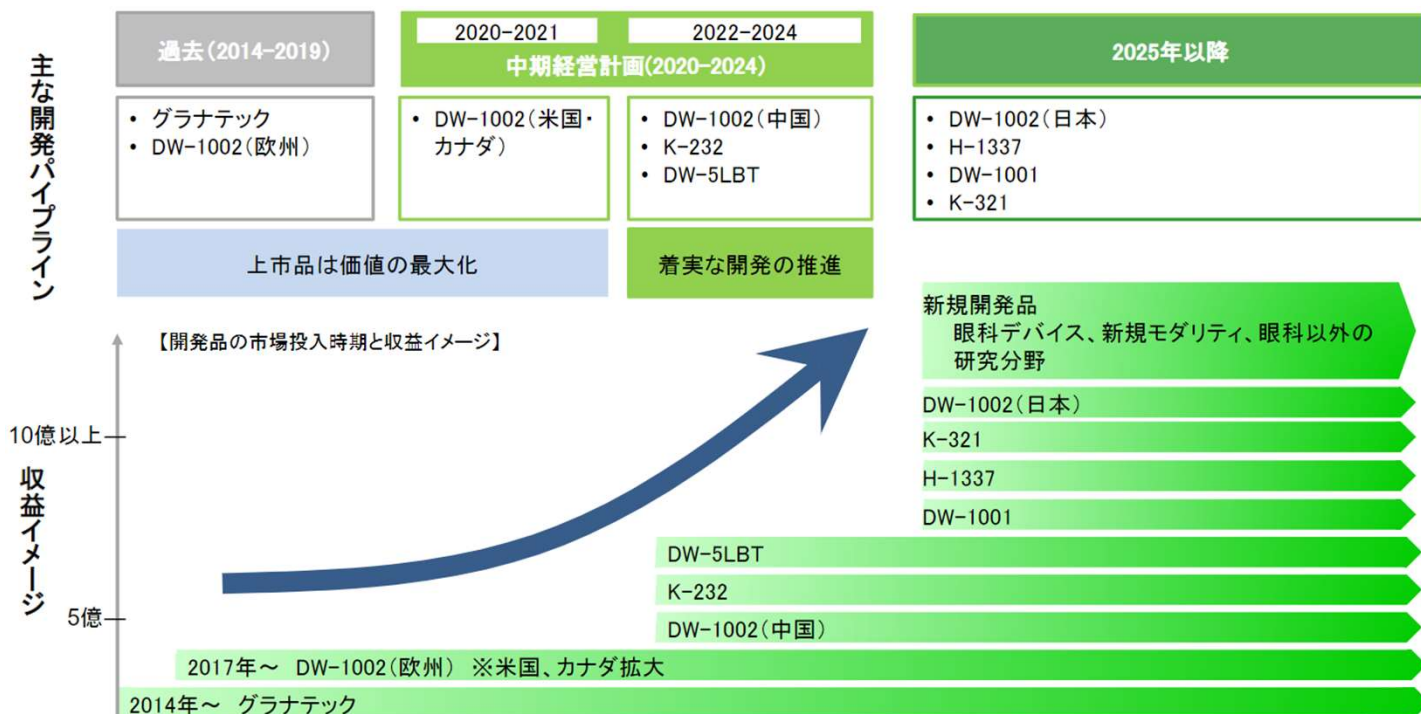 主な開発パイプライン
過去(2014-2019)
2020-2021
2022-2024
中期経営計画(2020-2024)
2025年以降
• グラナテック
• DW-1002(欧州)
• DW-1002(米国・
カナダ)
• DW-1002(中国)
• K-232
• DW-5LBT
• DW-1002(日本)
• H-1337
• DW-1001
• K-321
上市品は価値の最大化
着実な開発の推進
【開発品の市場投入時期と収益イメージ】
収益イメージ
10億以上
5億
新規開発品
眼科デバイス、新規モダリティ、眼科以外の
研究分野
DW-1002(日本)
K-321
H-1337
DW-1001
DW-5LBT
K-232
DW-1002(中国)
2017年～ DW-1002(欧州) ※米国、カナダ拡大
2014年～ グラナテック